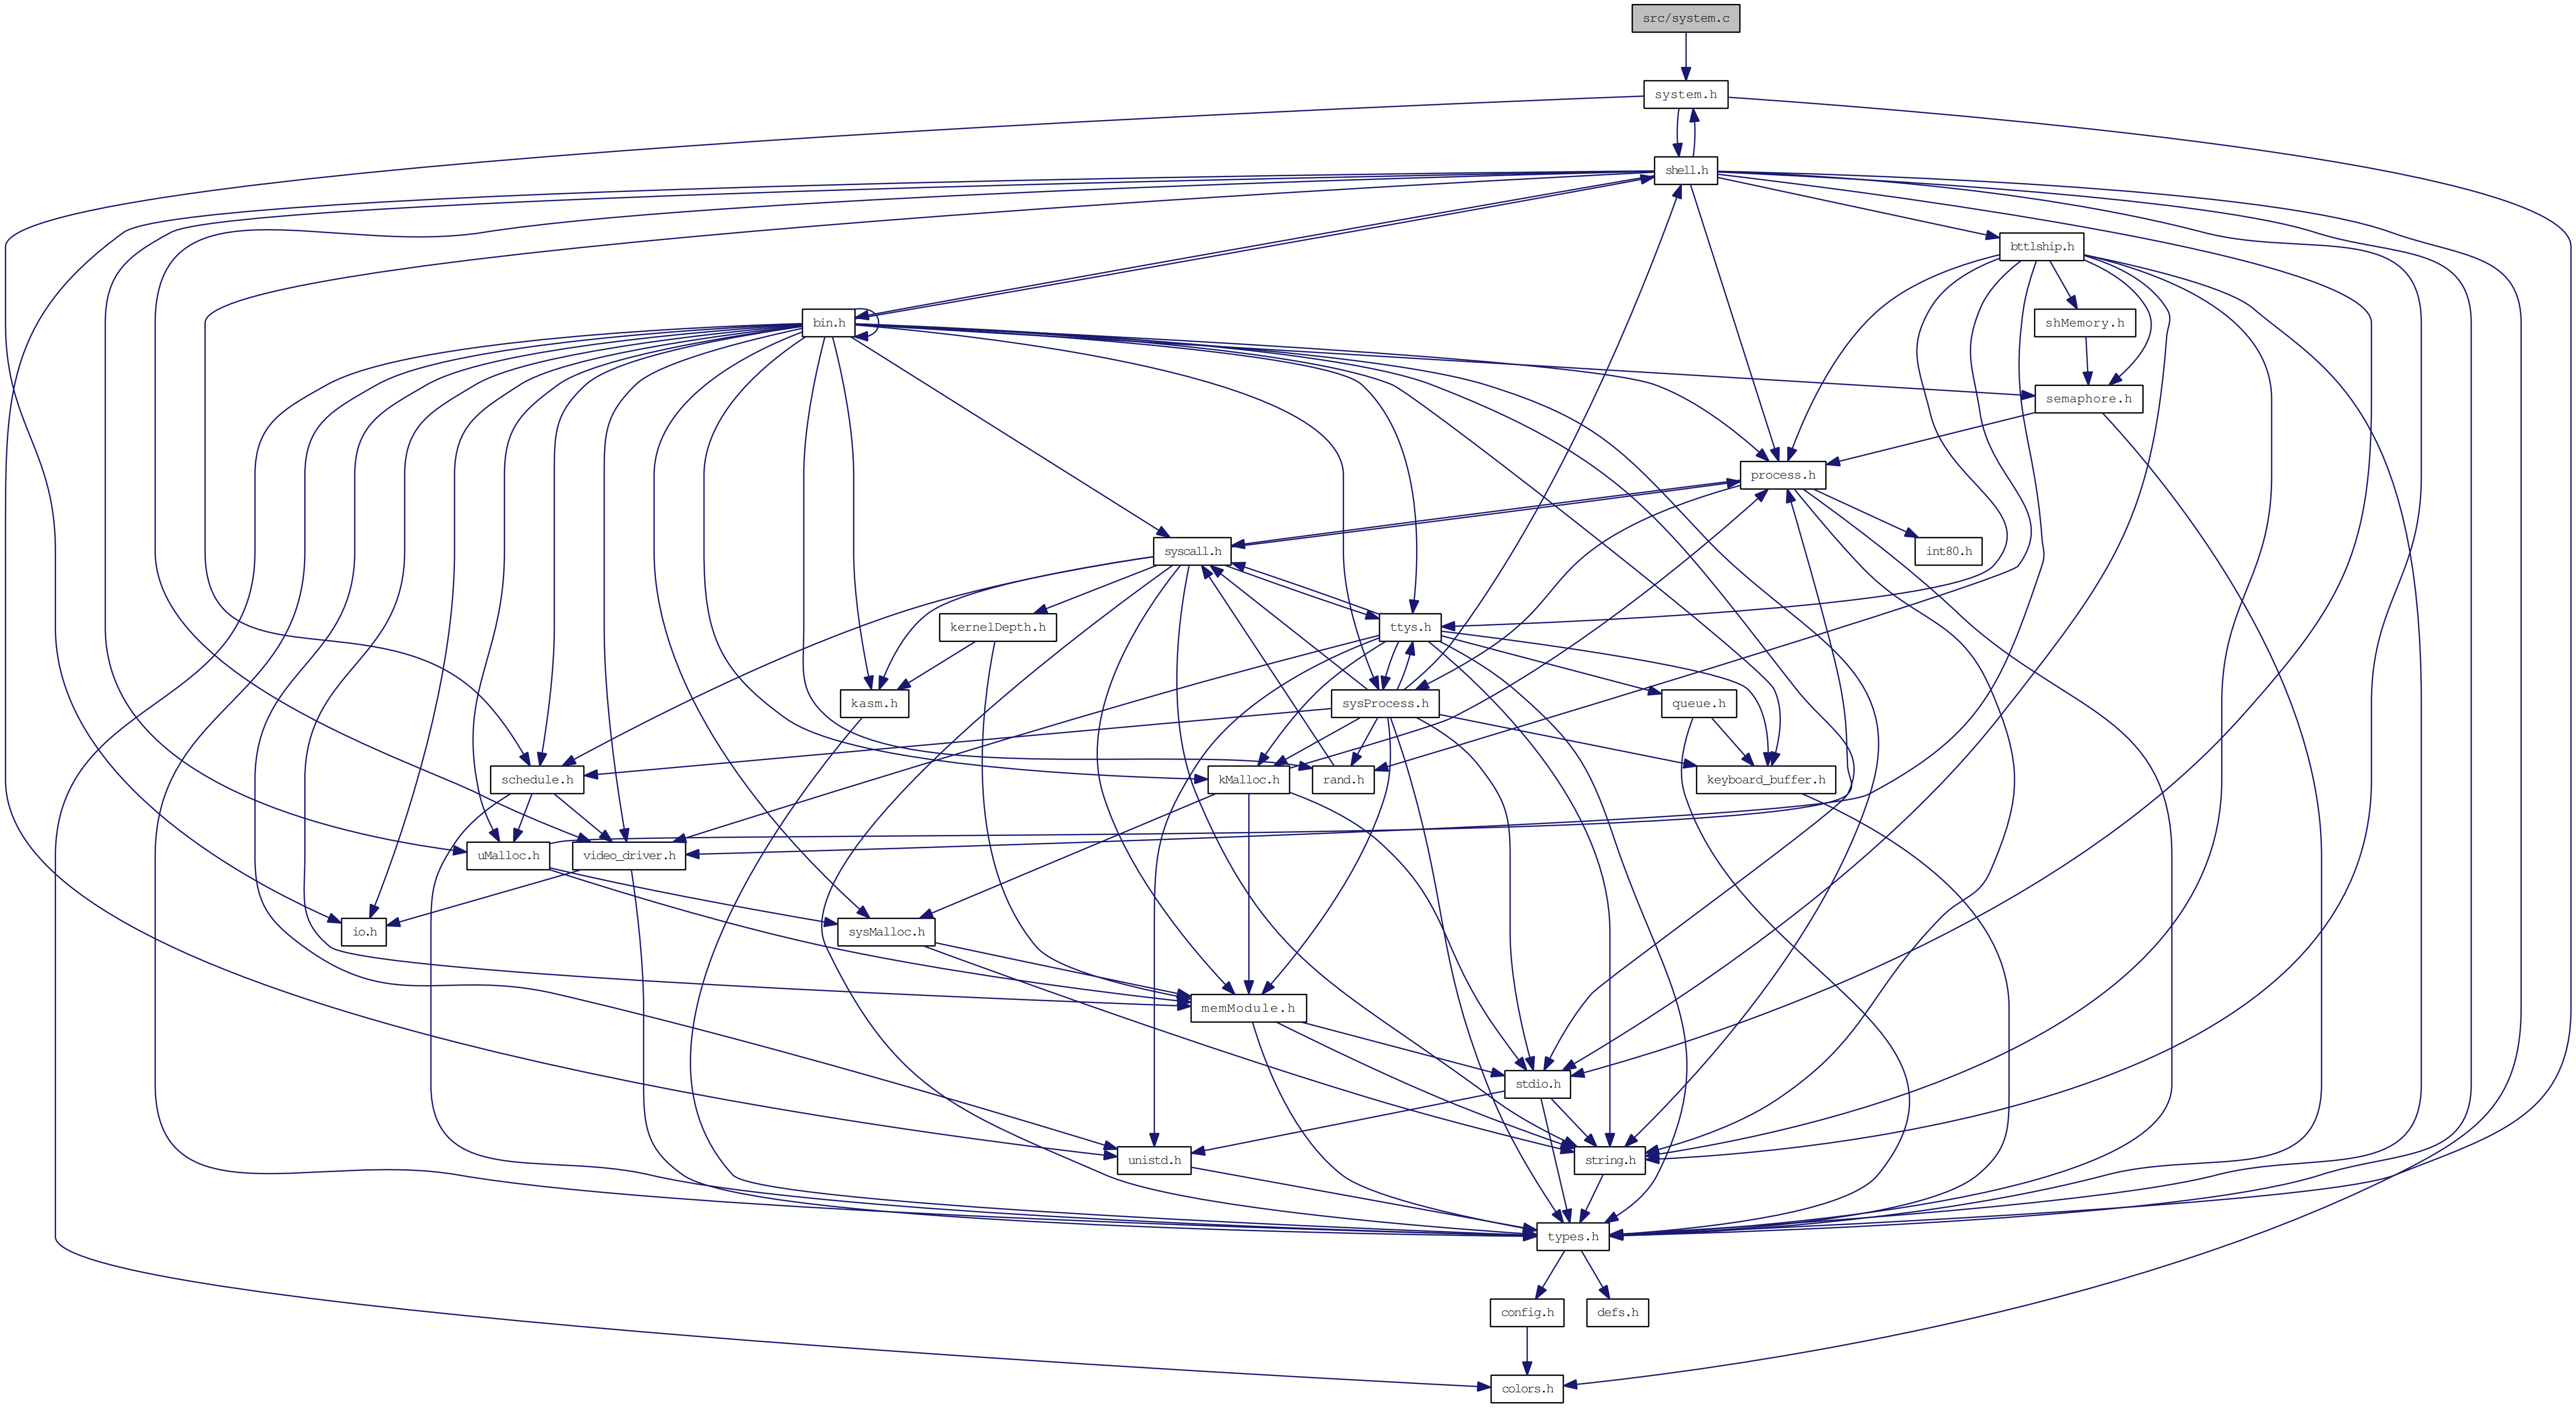 src/system.c
system.h
shell.h
bttlship.h
bin.h
shMemory.h
semaphore.h
process.h
syscall.h
int80.h
kernelDepth.h
ttys.h
kasm.h
sysProcess.h
queue.h
schedule.h
kMalloc.h
rand.h
keyboard_buffer.h
uMalloc.h
video_driver.h
io.h
sysMalloc.h
memModule.h
stdio.h
unistd.h
string.h
types.h
config.h
defs.h
colors.h